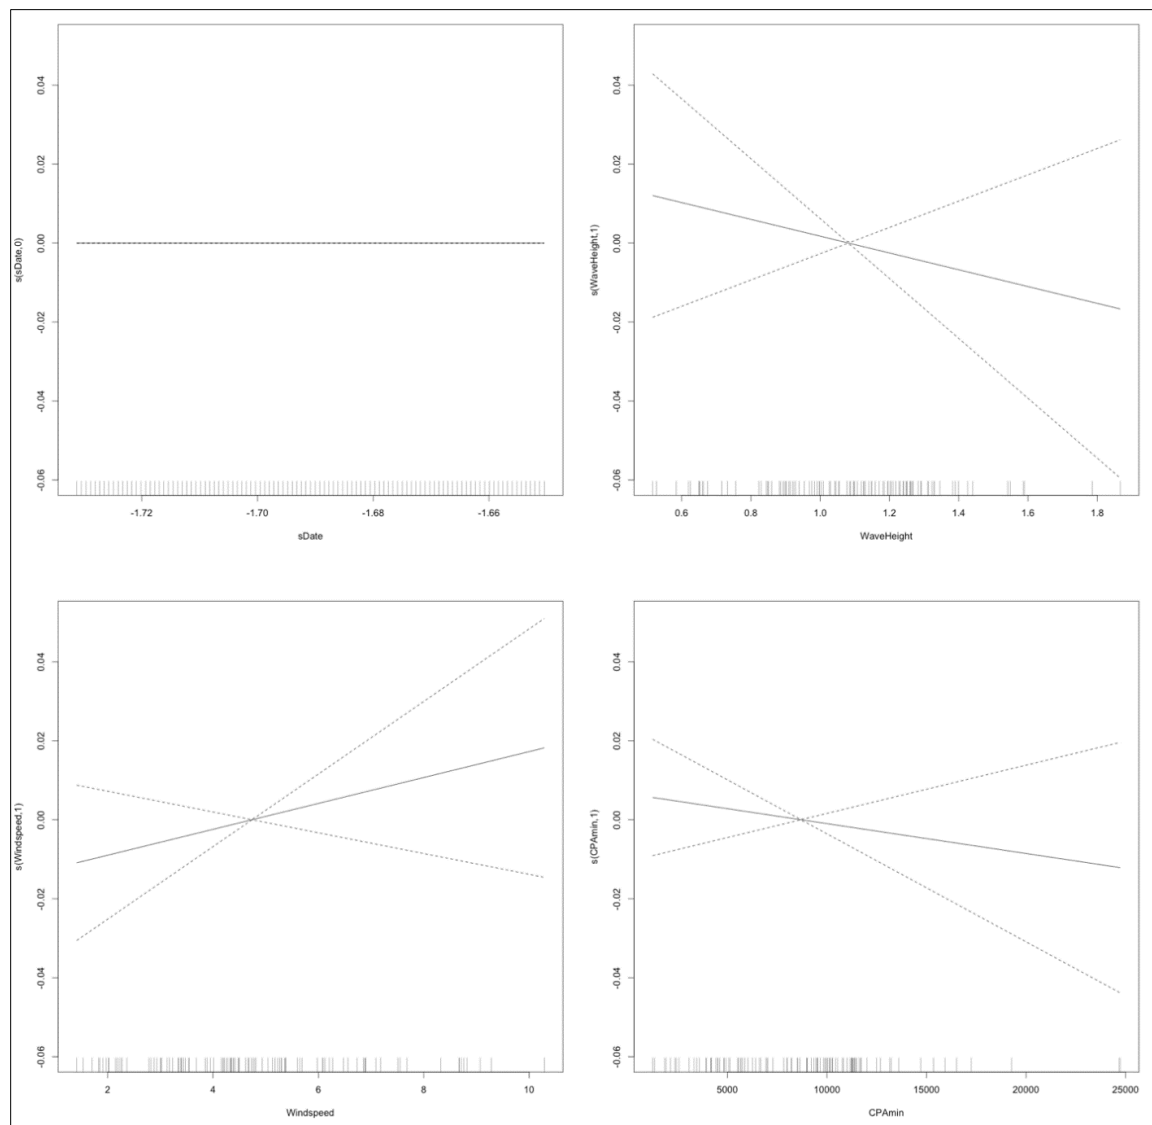 0.04
0.02
0.00
-0.02
-0.04
-0.06
s(sDate,0)
-1.72 -1.70 -1.68 -1.66
sDate
0.04
0.02
0.00
-0.02
-0.04
-0.06
s(WaveHeight,1)
0.6 0.8 1.0 1.2 1.4 1.6 1.8
WaveHeight
0.04
0.02
0.00
-0.02
-0.04
-0.06
s(Windspeed,1)
2 4 6 8 10
Windspeed
0.04
0.02
0.00
-0.02
-0.04
-0.06
s(CPAmin,1)
5000 10000 15000 20000 25000
CPAmin